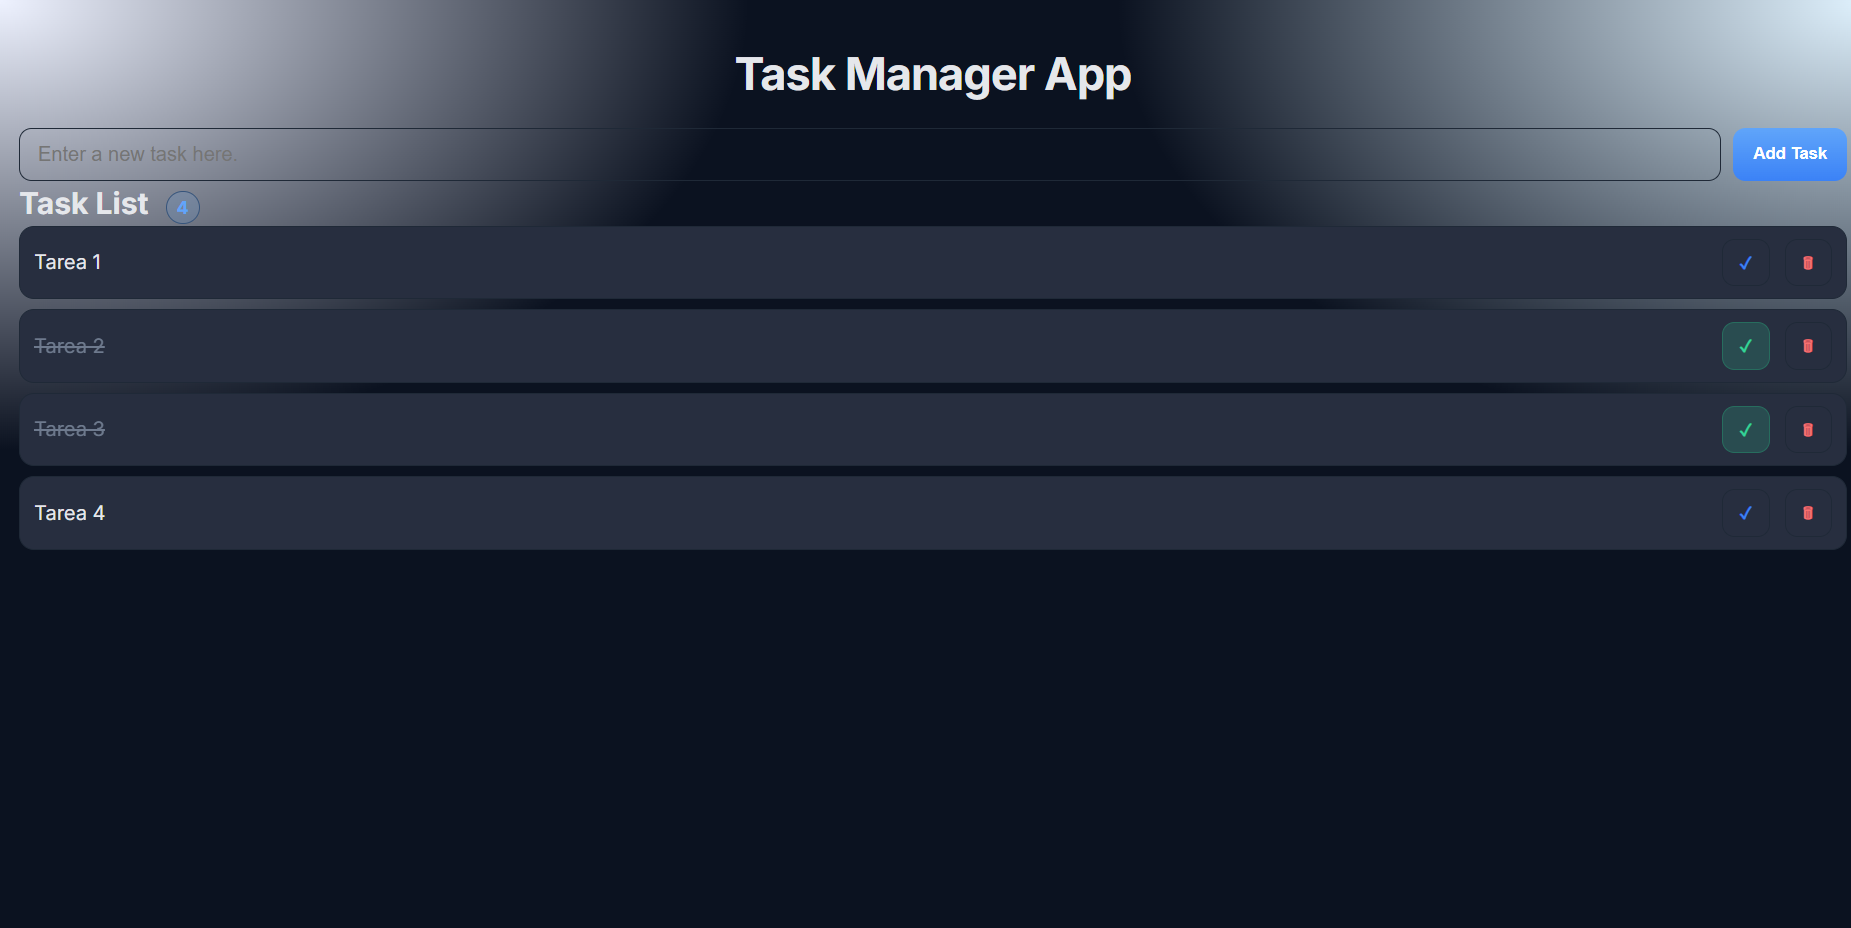 Task Manager App
Enter a new task here.
Add Task
Task List 4
Tarea 1
Tarea 2
Tarea 3
Tarea 4